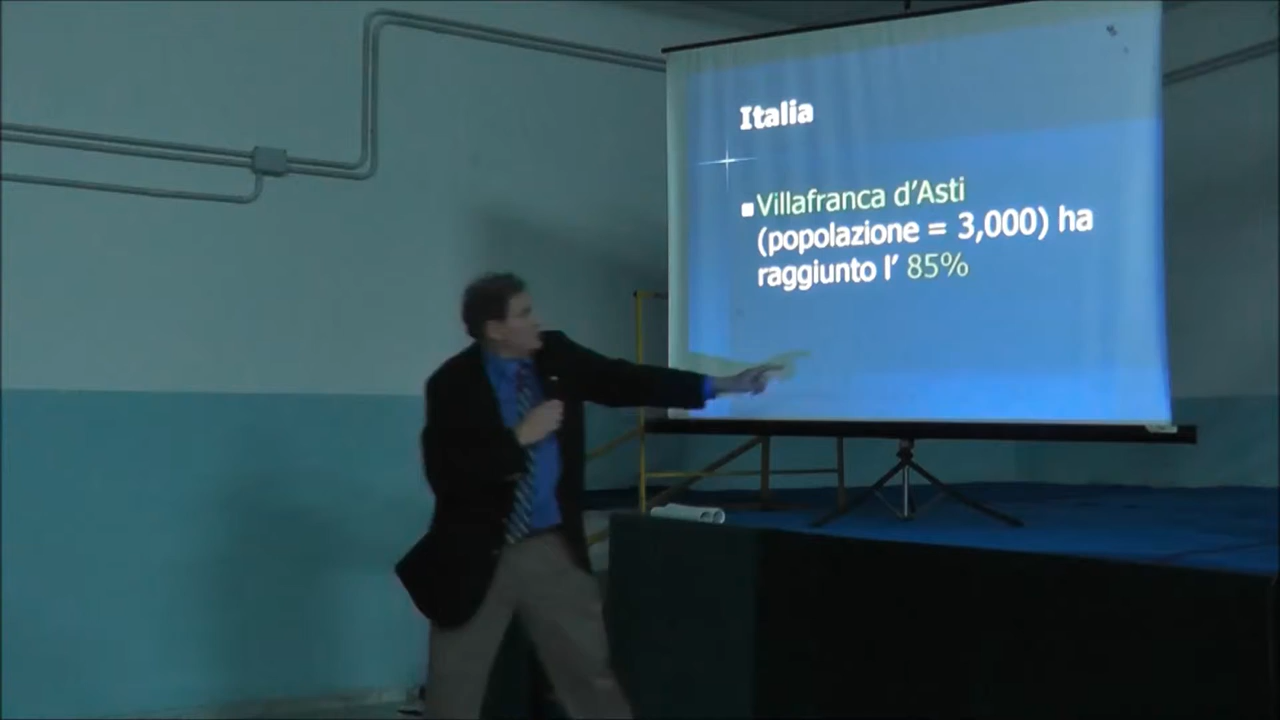 Italia
Villafranca d'Asti
(popolazione = 3,000) ha
raggiunto l' 85%